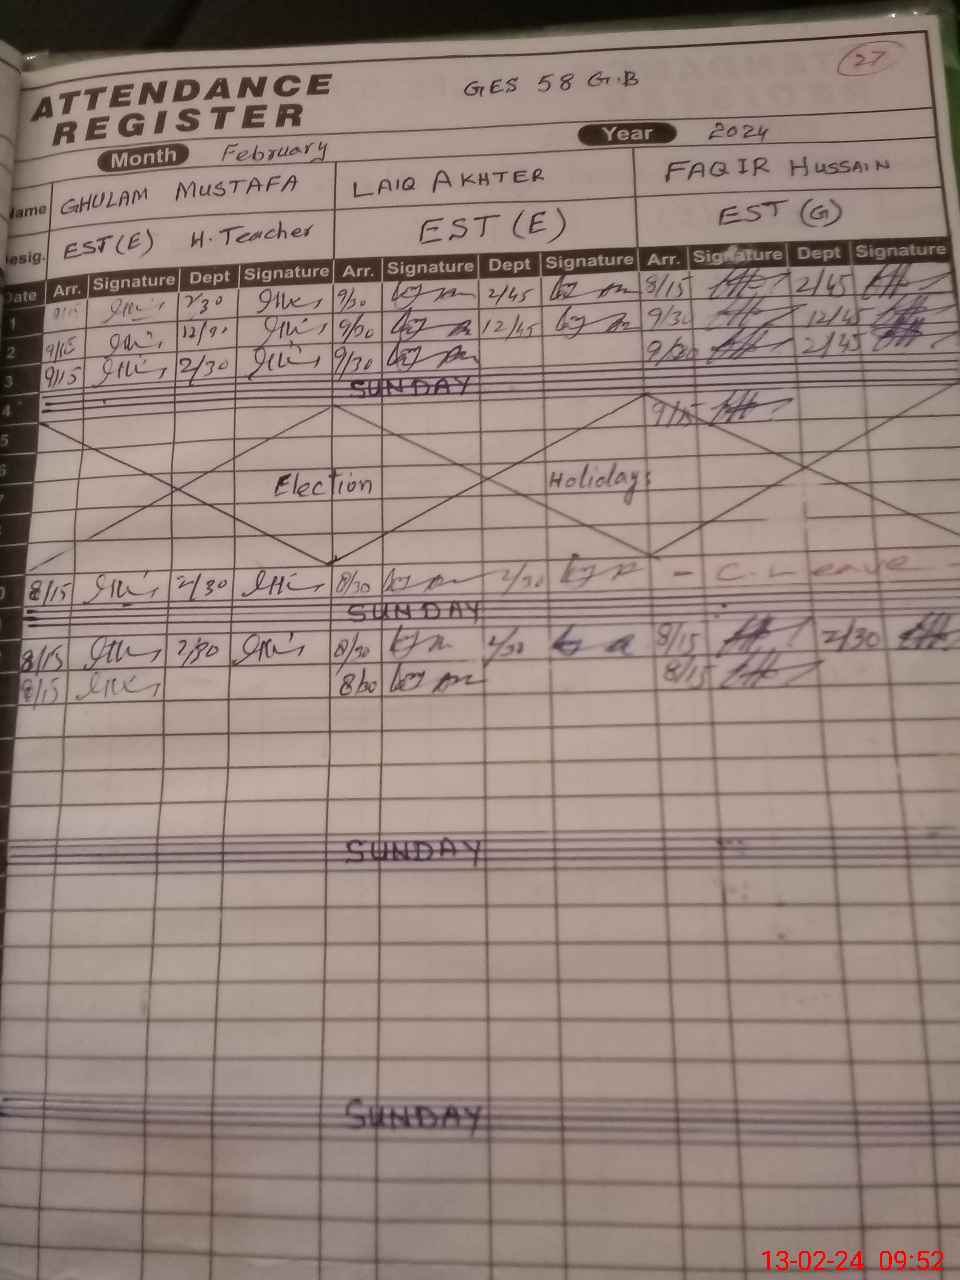 27
ATTENDANCE REGISTER
GES 58 G.B
Month February
Year 2024
Name GHULAM MUSTAFA LAIQ AKHTER FAQIR HUSSAIN
Desig. EST(E) H. Teacher EST (E) EST (G)
Date Arr. Signature Dept Signature Arr. Signature Dept Signature Arr. Signature Dept Signature
1 9/15 2/30 9/30 2/45 8/15 2/45
2 9/15 9/30 12/45 9/30 12/45
3 9/15 2/30 9/30 2/45
4 SUNDAY
5 9/15
6 Election Holidays
7
8/15 2/30 8/30 2/30 - C. Leave -
SUNDAY
8/15 2/30 8/30 2/30 8/15 2/30
8/15 8/30 8/15
SUNDAY
SUNDAY
13-02-24 09:52